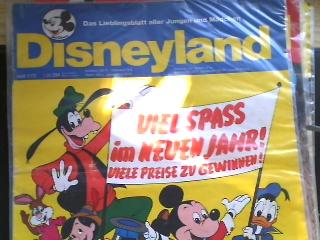 Das Lieblingsblatt aller Jungen und Mädchen
Disneyland
VIEL SPASS
im NEUEN JAHR!
VIELE PREISE ZU GEWINNEN!